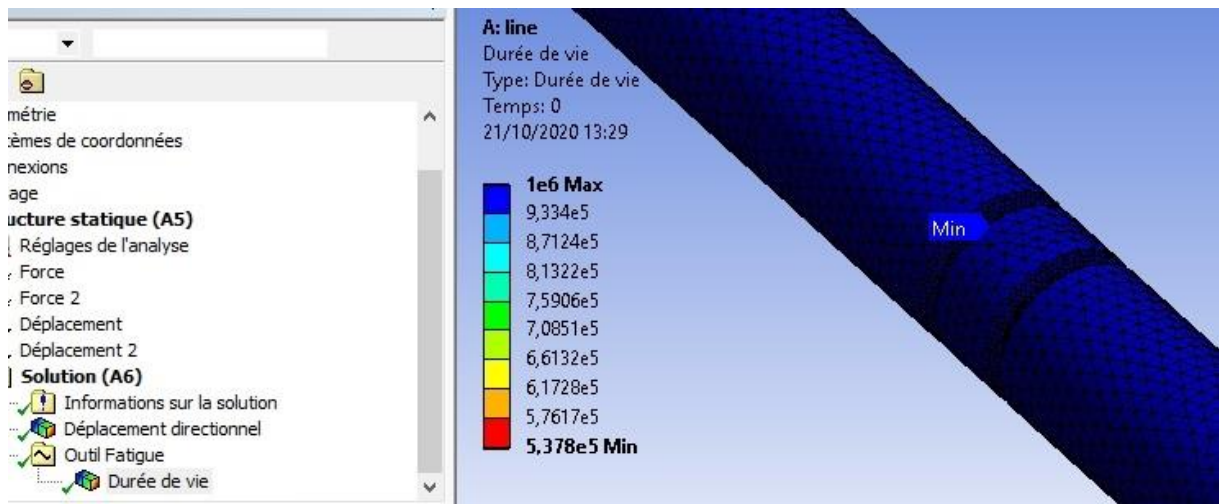 métrie
tèmes de coordonnées
nexions
age
ucture statique (A5)
Réglages de l'analyse
Force
Force 2
Déplacement
Déplacement 2
Solution (A6)
Informations sur la solution
Déplacement directionnel
Outil Fatigue
Durée de vie
A: line
Durée de vie
Type: Durée de vie
Temps: 0
21/10/2020 13:29
1e6 Max
9,334e5
8,7124e5
8,1322e5
7,5906e5
7,0851e5
6,6132e5
6,1728e5
5,7617e5
5,378e5 Min
Min